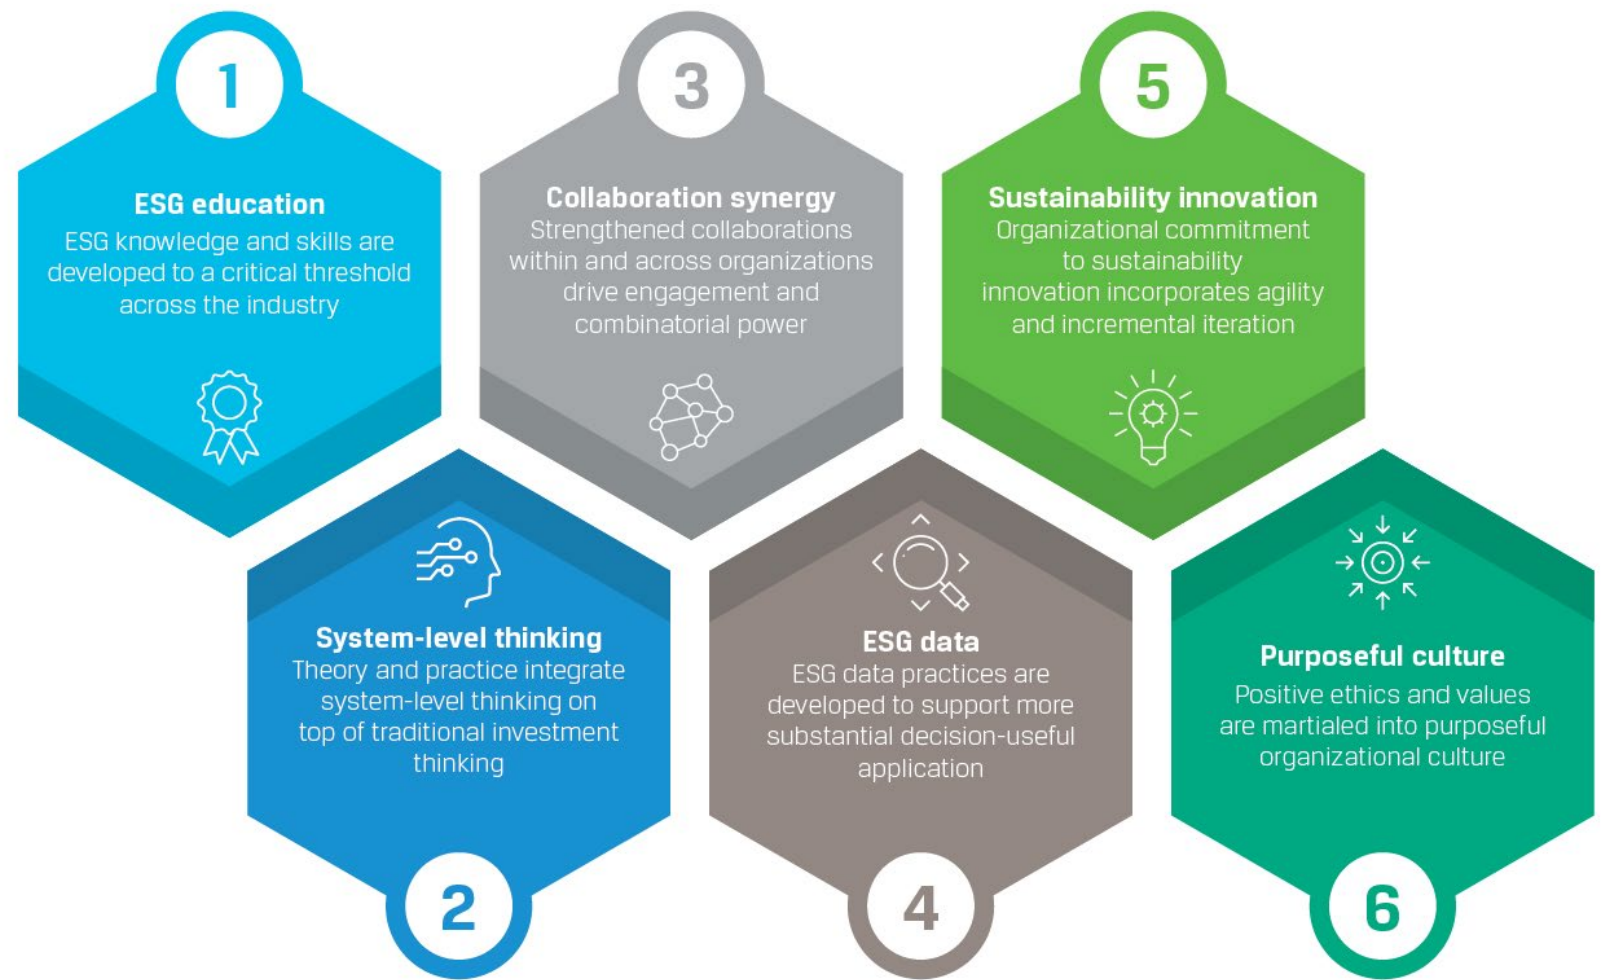 1
ESG education
ESG knowledge and skills are
developed to a critical threshold
across the industry
2
System-level thinking
Theory and practice integrate
system-level thinking on
top of traditional investment
thinking
3
Collaboration synergy
Strengthened collaborations
within and across organizations
drive engagement and
combinatorial power
4
ESG data
ESG data practices are
developed to support more
substantial decision-useful
application
5
Sustainability innovation
Organizational commitment
to sustainability
innovation incorporates agility
and incremental iteration
6
Purposeful culture
Positive ethics and values
are martialed into purposeful
organizational culture